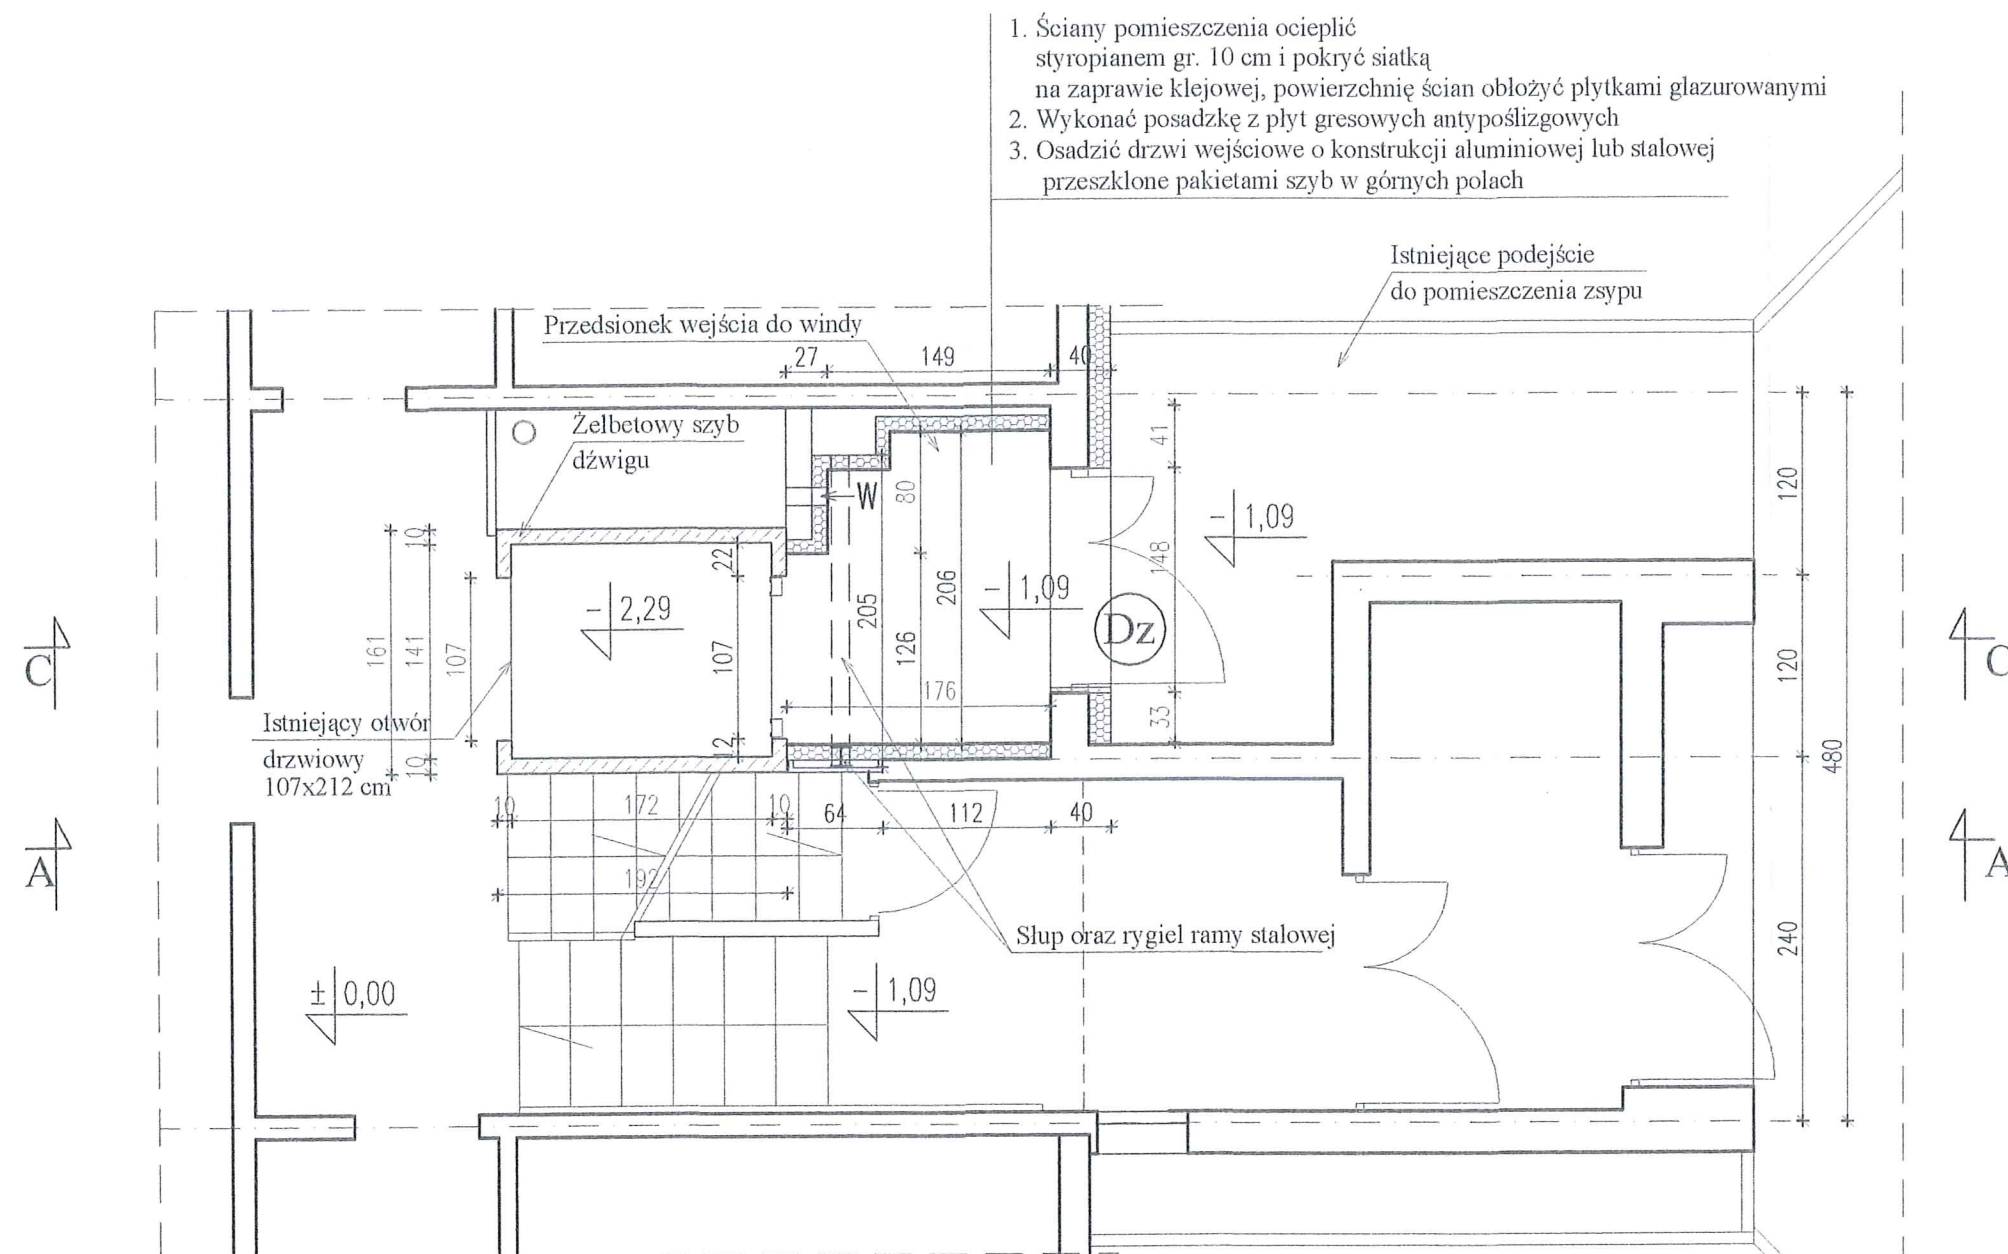 1. Ściany pomieszczenia ocieplić
styropianem gr. 10 cm i pokryć siatką
na zaprawie klejowej, powierzchnię ścian obłożyć płytkami glazurowanymi
2. Wykonać posadzkę z płyt gresowych antypoślizgowych
3. Osadzić drzwi wejściowe o konstrukcji aluminiowej lub stalowej
przeszklone pakietami szyb w górnych polach
Istniejące podejście
do pomieszczenia zsypu
Przedsionek wejścia do windy
27 149 40
Żelbetowy szyb
dźwigu
W
41
80
120
10
22
148
- 1,09
- 2,29
- 1,09
205
206
Dz
161
141
107
107
126
120
C
C
176
Istniejący otwór
drzwiowy
107x212 cm
33
12
10
480
10 172 10 64 112 40
A
A
192
Słup oraz rygiel ramy stalowej
240
± 0,00
- 1,09